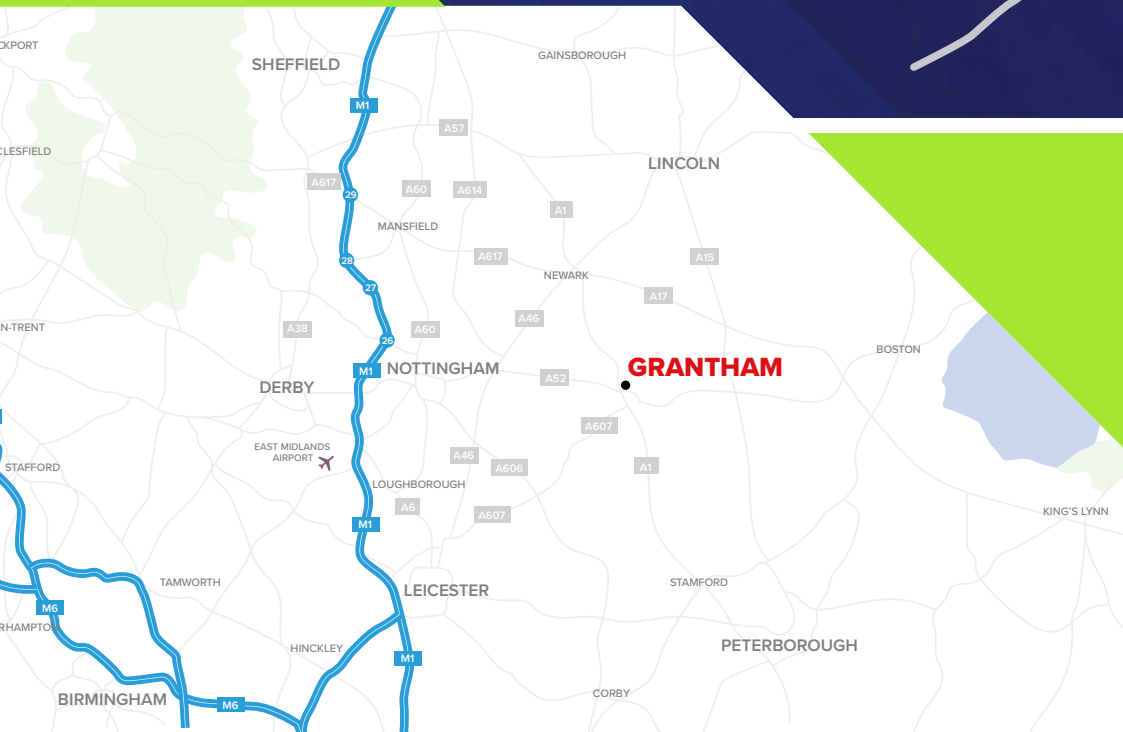 CKPORT
SHEFFIELD
GAINSBOROUGH
M1
A57
CLESFIELD
LINCOLN
A617
29
A60
A614
A1
MANSFIELD
28
A617
A15
NEWARK
27
A17
A46
N-TRENT
A38
A60
26
BOSTON
M1
NOTTINGHAM
GRANTHAM
A52
DERBY
A607
EAST MIDLANDS
AIRPORT
A46
A606
A1
STAFFORD
LOUGHBOROUGH
A6
A607
KING'S LYNN
M1
TAMWORTH
LEICESTER
STAMFORD
M6
RHAMPTON
HINCKLEY
M1
PETERBOROUGH
BIRMINGHAM
M6
CORBY